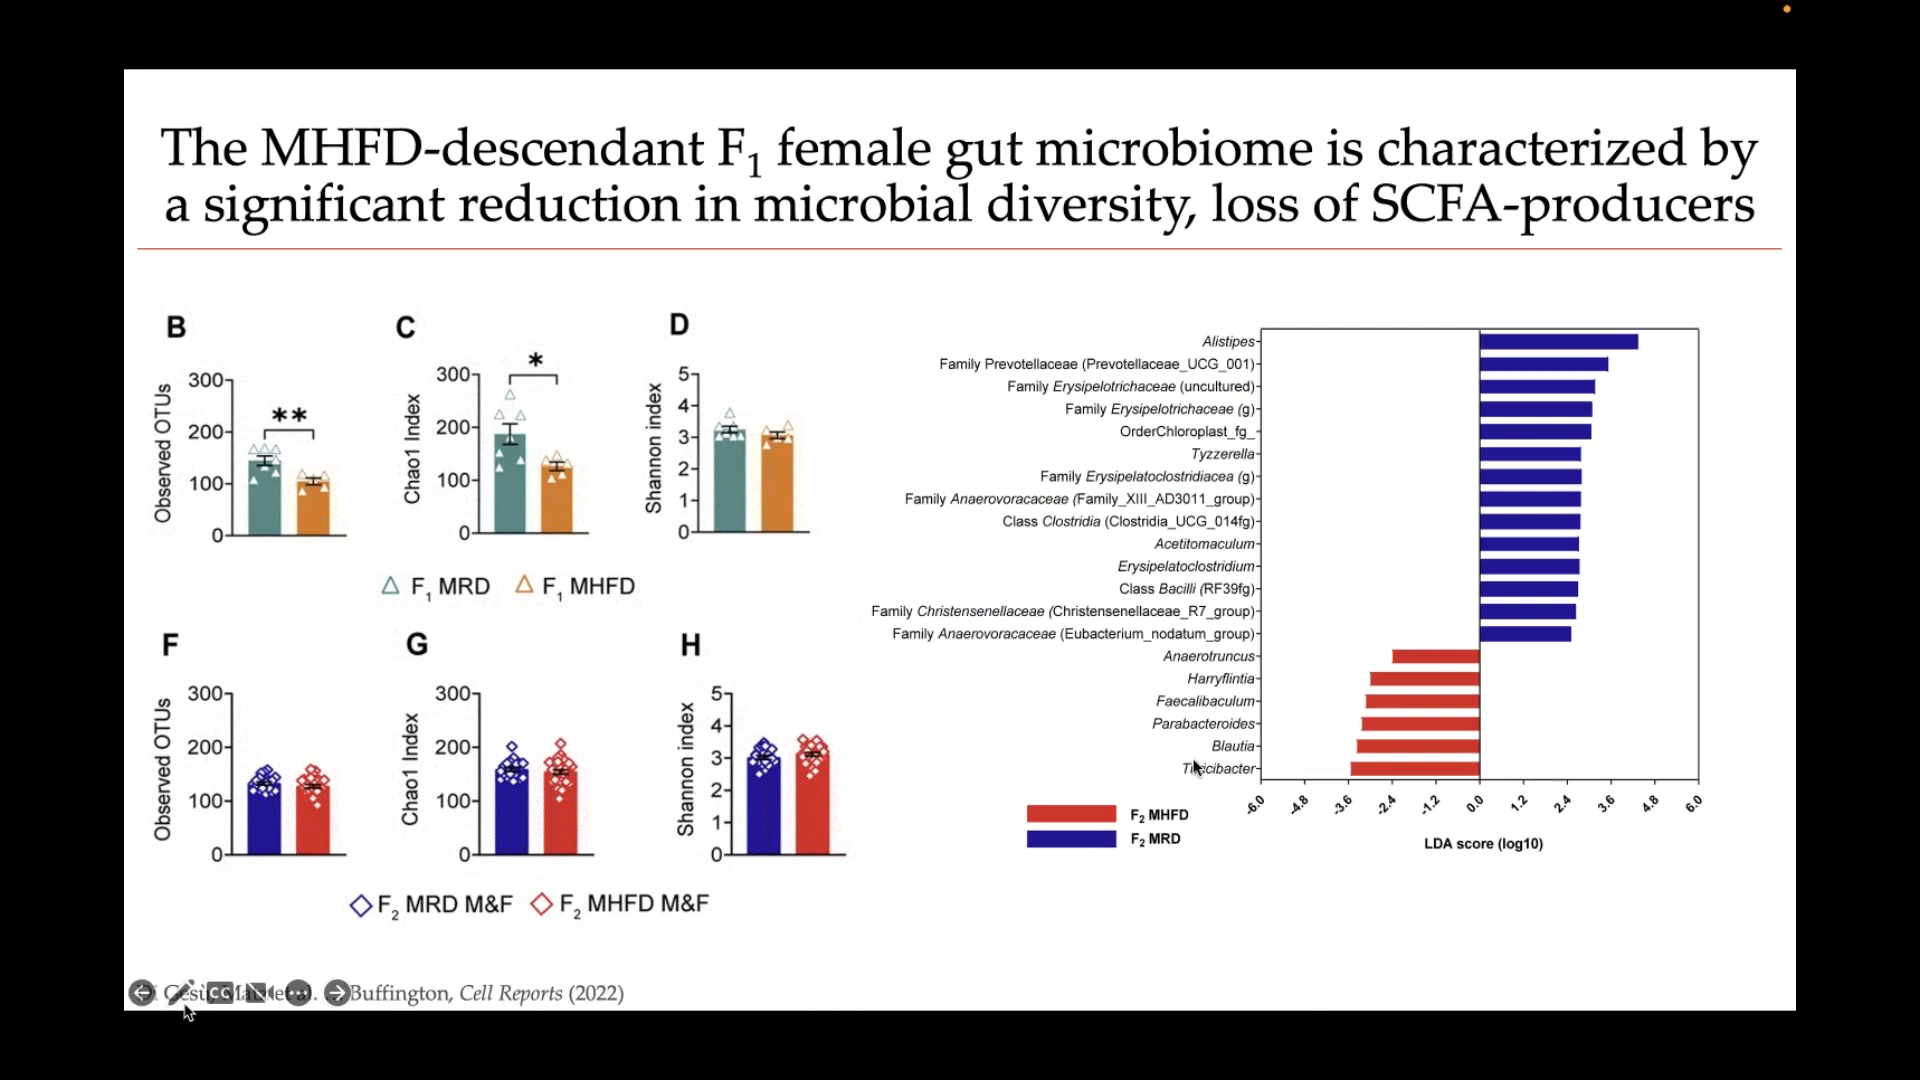 The MHFD-descendant F1 female gut microbiome is characterized by
a significant reduction in microbial diversity, loss of SCFA-producers
B
Observed OTUs
300
200
100
0
**
C
Chao1 Index
300
200
100
0
*
D
Shannon index
5
4
3
2
1
0
F1 MRD
F1 MHFD
F
Observed OTUs
300
200
100
0
G
Chao1 Index
300
200
100
0
H
Shannon index
5
4
3
2
1
0
F2 MRD M&F
F2 MHFD M&F
Alistipes
Family Prevotellaceae (Prevotellaceae_UCG_001)
Family Erysipelotrichaceae (uncultured)
Family Erysipelotrichaceae (g)
OrderChloroplast_fg_
Tyzzerella
Family Erysipelatoclostridiacea (g)
Family Anaerovoracaceae (Family_XIII_AD3011_group)
Class Clostridia (Clostridia_UCG_014fg)
Acetitomaculum
Erysipelatoclostridium
Class Bacilli (RF39fg)
Family Christensenellaceae (Christensenellaceae_R7_group)
Family Anaerovoracaceae (Eubacterium_nodatum_group)
Anaerotruncus
Harryflintia
Faecalibaculum
Parabacteroides
Blautia
-6.0 -4.8 -3.6 -2.4 -1.2 0.0 1.2 2.4 3.6 4.8 6.0
LDA score (log10)
F2 MHFD
F2 MRD
CC
et al. ... Buffington, Cell Reports (2022)